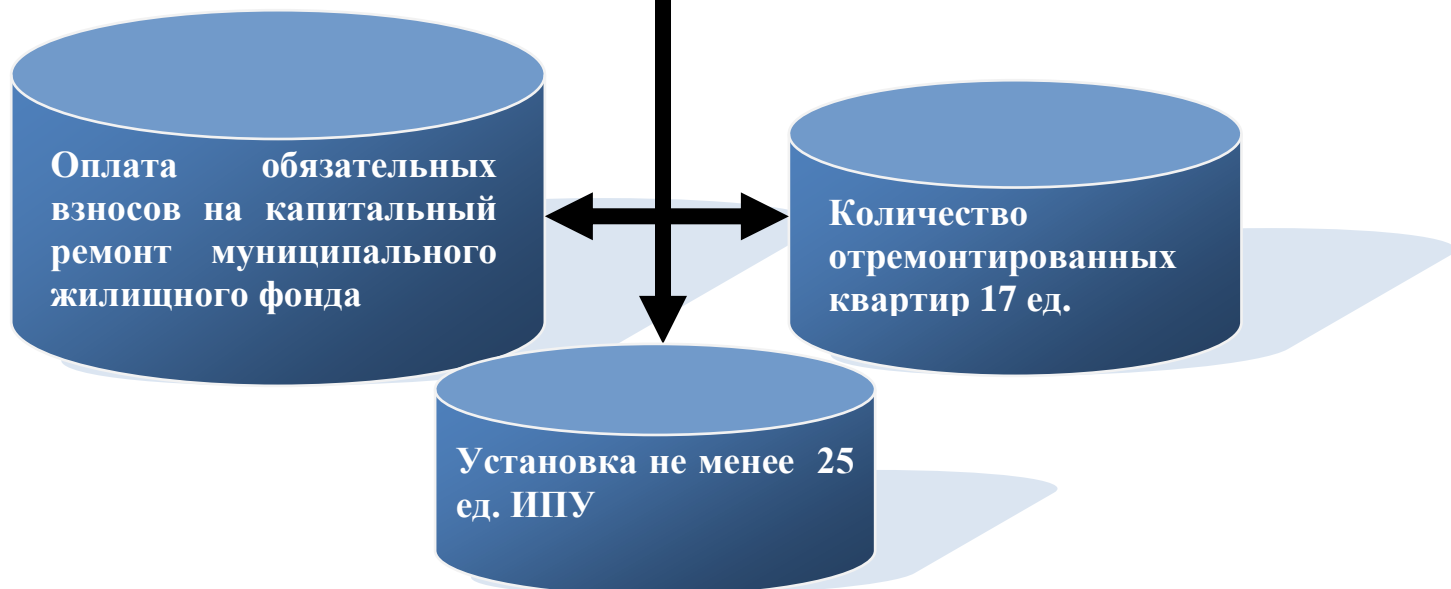 Оплата обязательных
взносов на капитальный
ремонт муниципального
жилищного фонда
Количество
отремонтированных
квартир 17 ед.
Установка не менее 25
ед. ИПУ